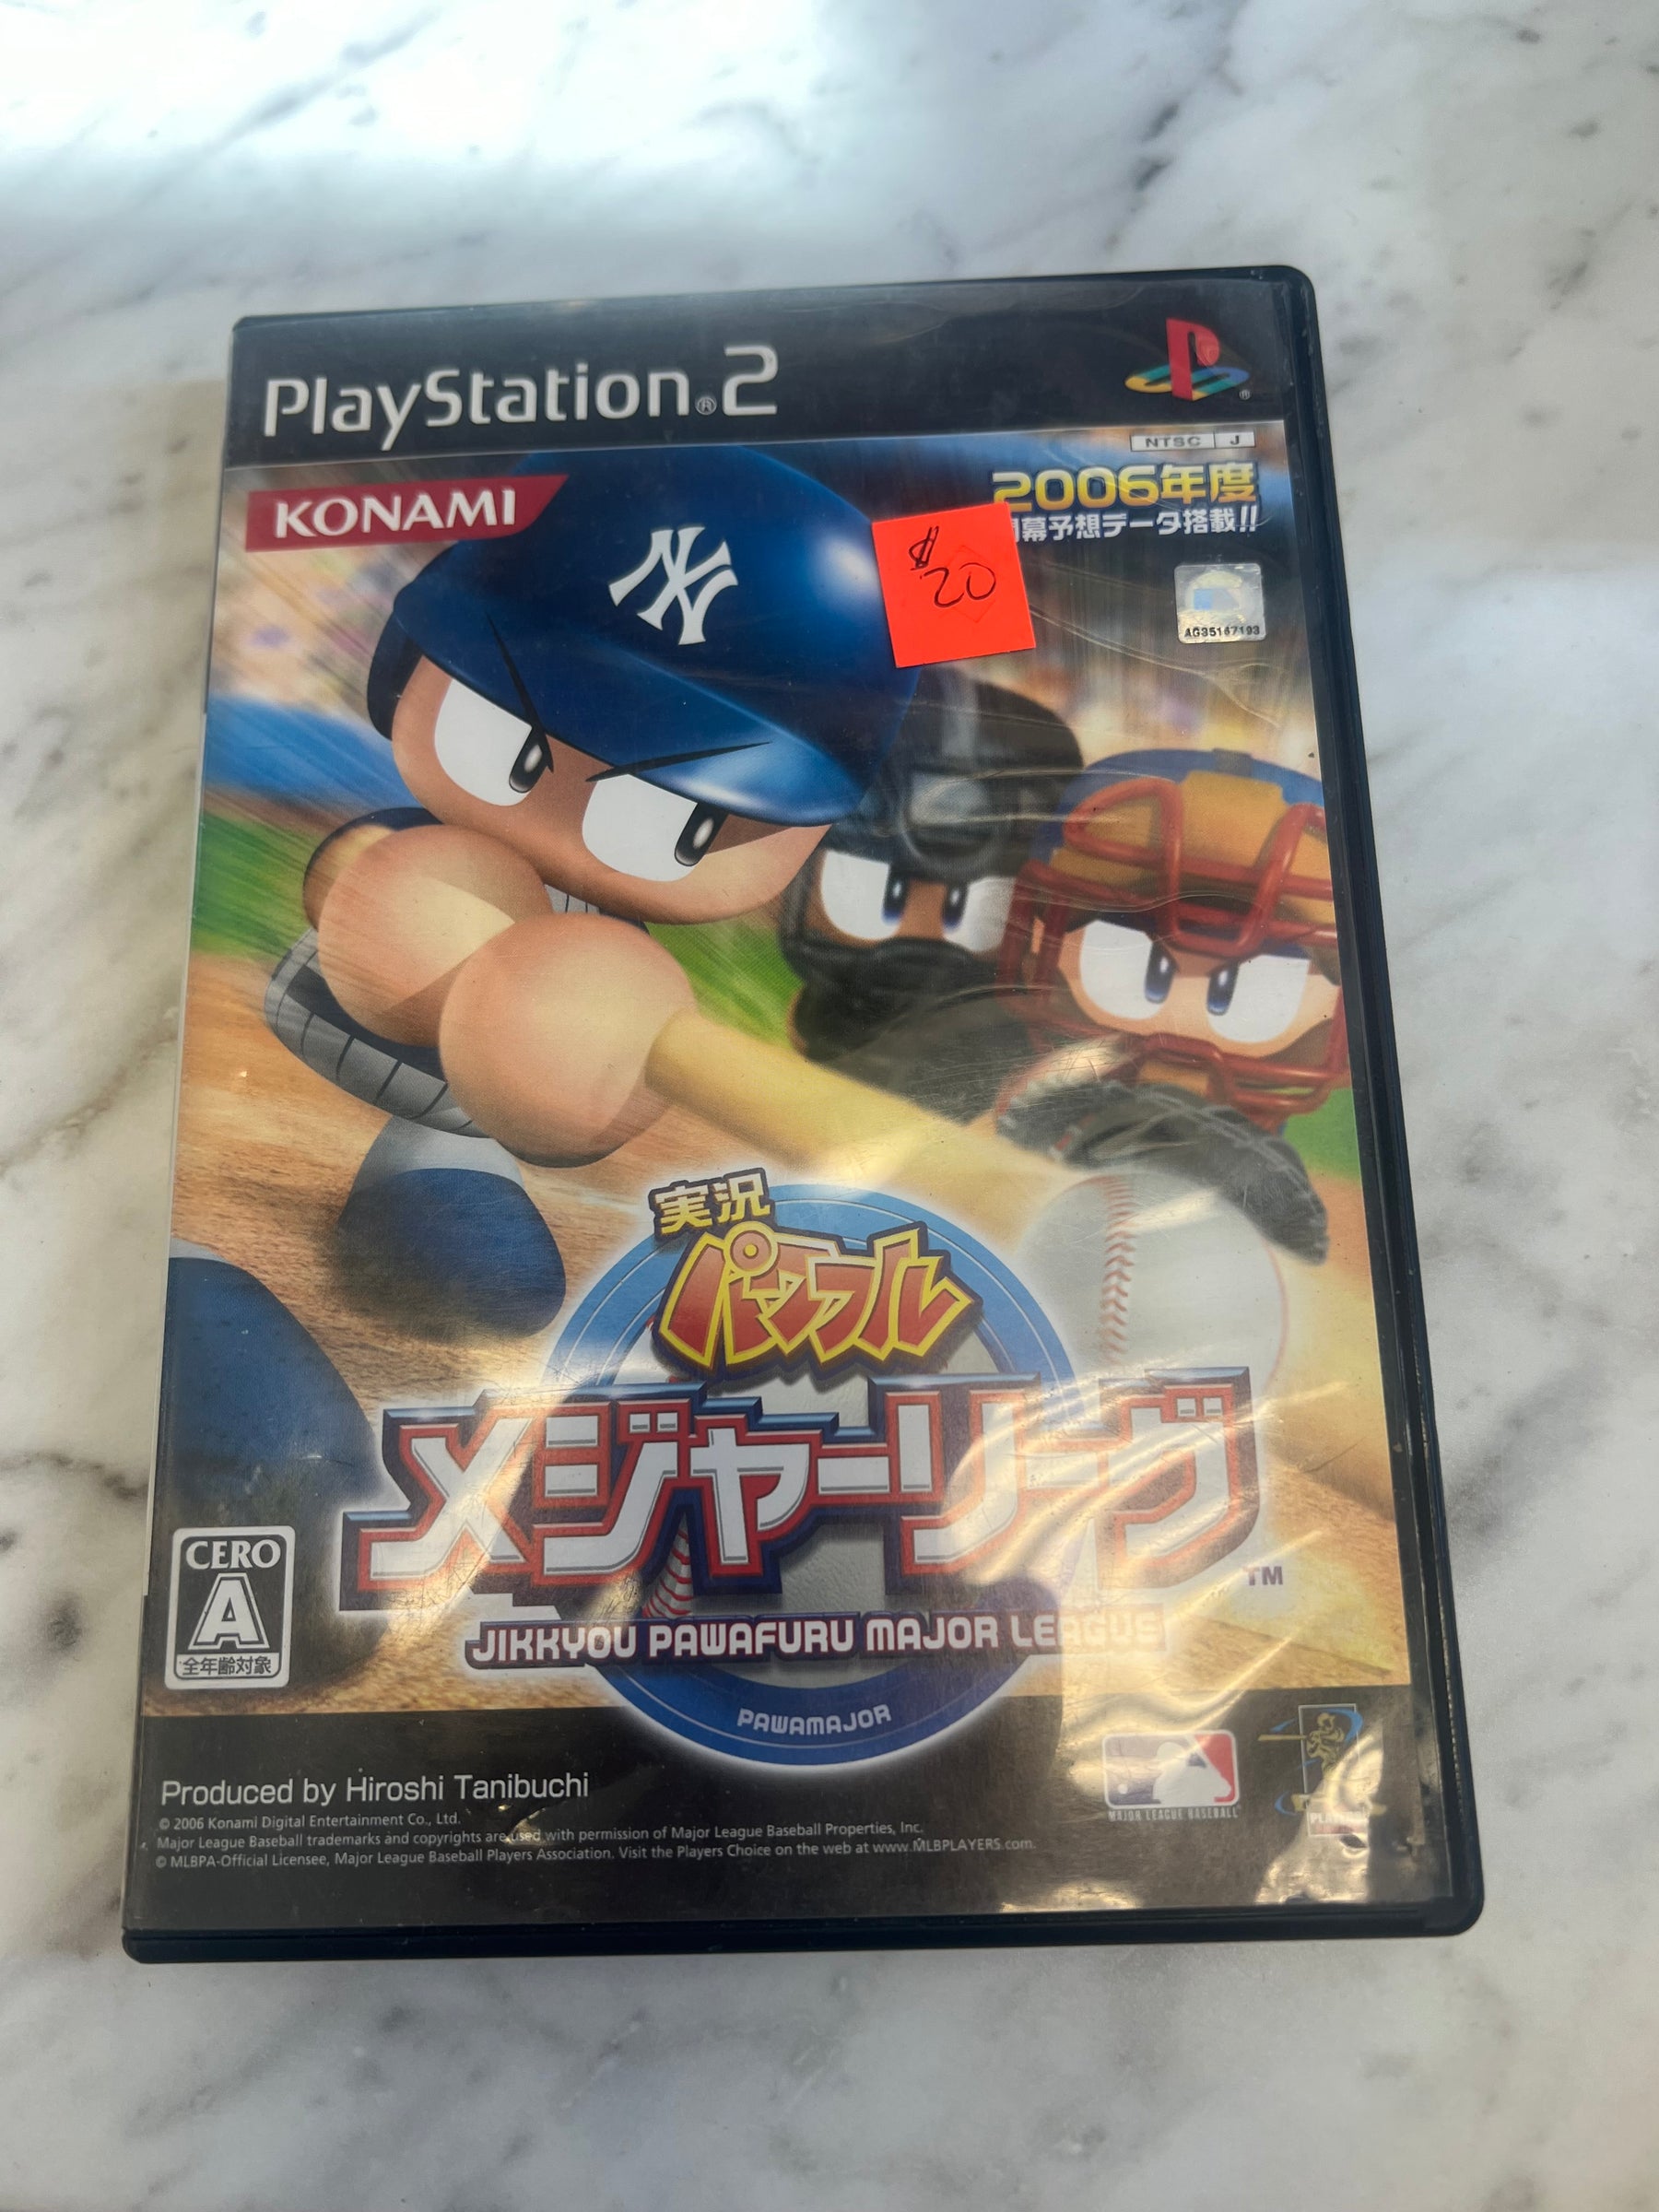 PlayStation®2
NTSC J
KONAMI
2006年度
幕予想データ搭載!!
NY
$20
AG35167193
実況
パワフル
メジャーリーグ
TM
JIKKYOU PAWAFURU MAJOR LEAGUE
PAWAMAJOR
CERO
A
全年齢対象
Produced by Hiroshi Tanibuchi
© 2006 Konami Digital Entertainment Co., Ltd.
Major League Baseball trademarks and copyrights are used with permission of Major League Baseball Properties, Inc.
© MLBPA-Official Licensee, Major League Baseball Players Association. Visit the Players Choice on the web at www.MLBPLAYERS.com.
MAJOR LEAGUE BASEBALL